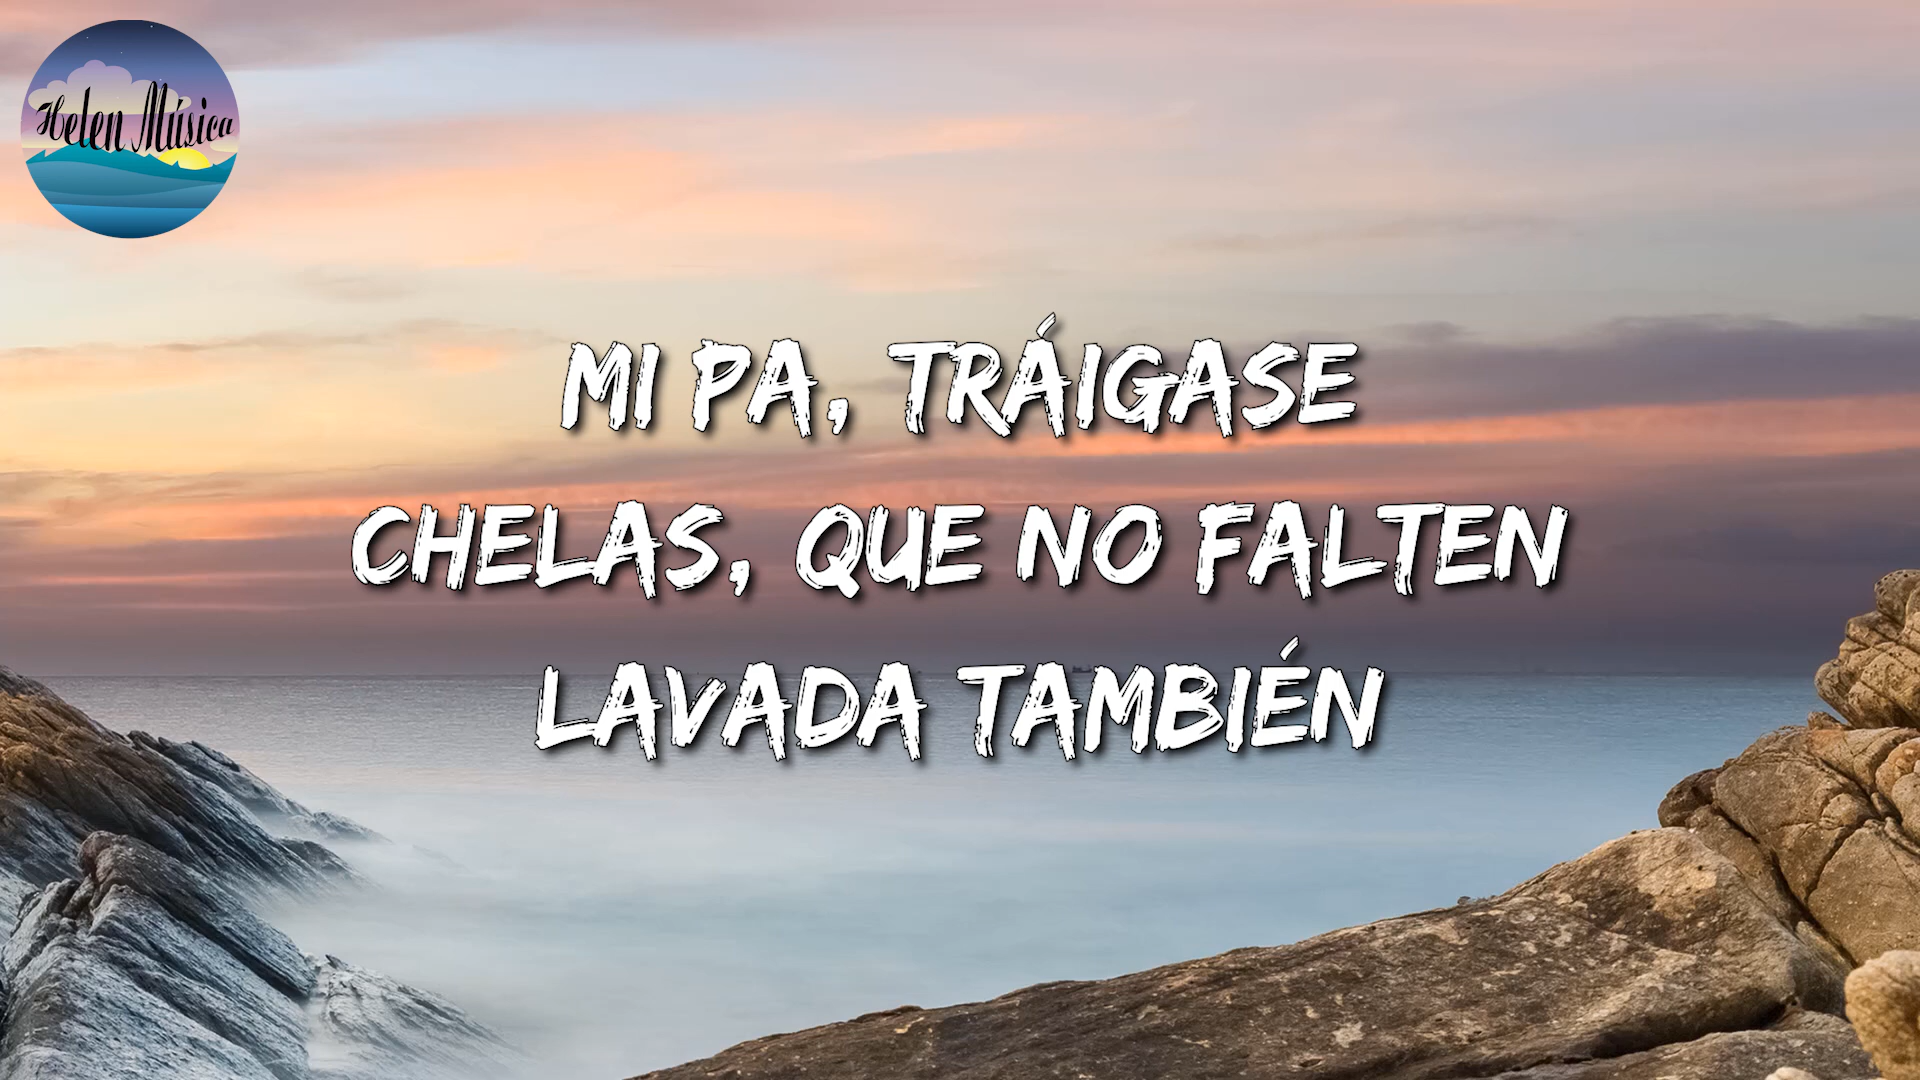 Helen Música
MI PA, TRÁIGASE
CHELAS, QUE NO FALTEN
LAVADA TAMBIÉN